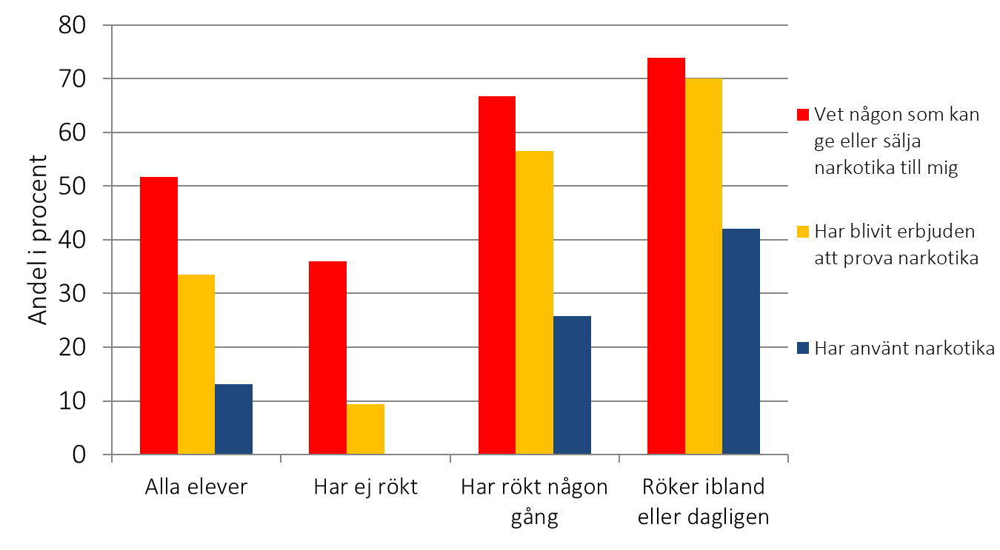 Andel i procent
80
70
60
50
40
30
20
10
0
Alla elever
Har ej rökt
Har rökt någon
gång
Röker ibland
eller dagligen
Vet någon som kan
ge eller sälja
narkotika till mig
Har blivit erbjuden
att prova narkotika
Har använt narkotika